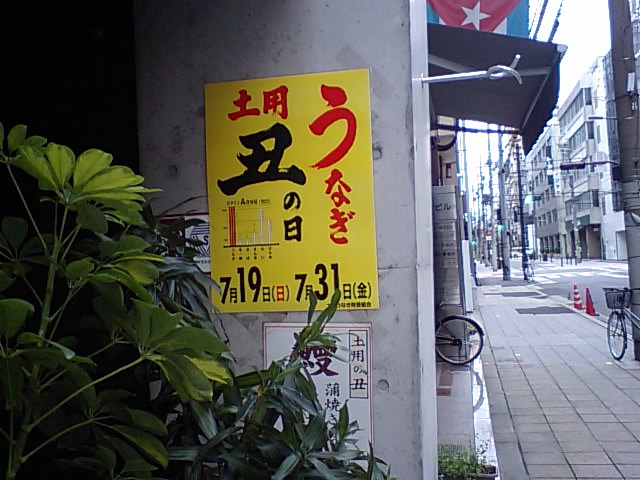 うなぎ
土用
丑の日
7月19日(日) 7月31日(金)
土用の丑
鰻
蒲焼